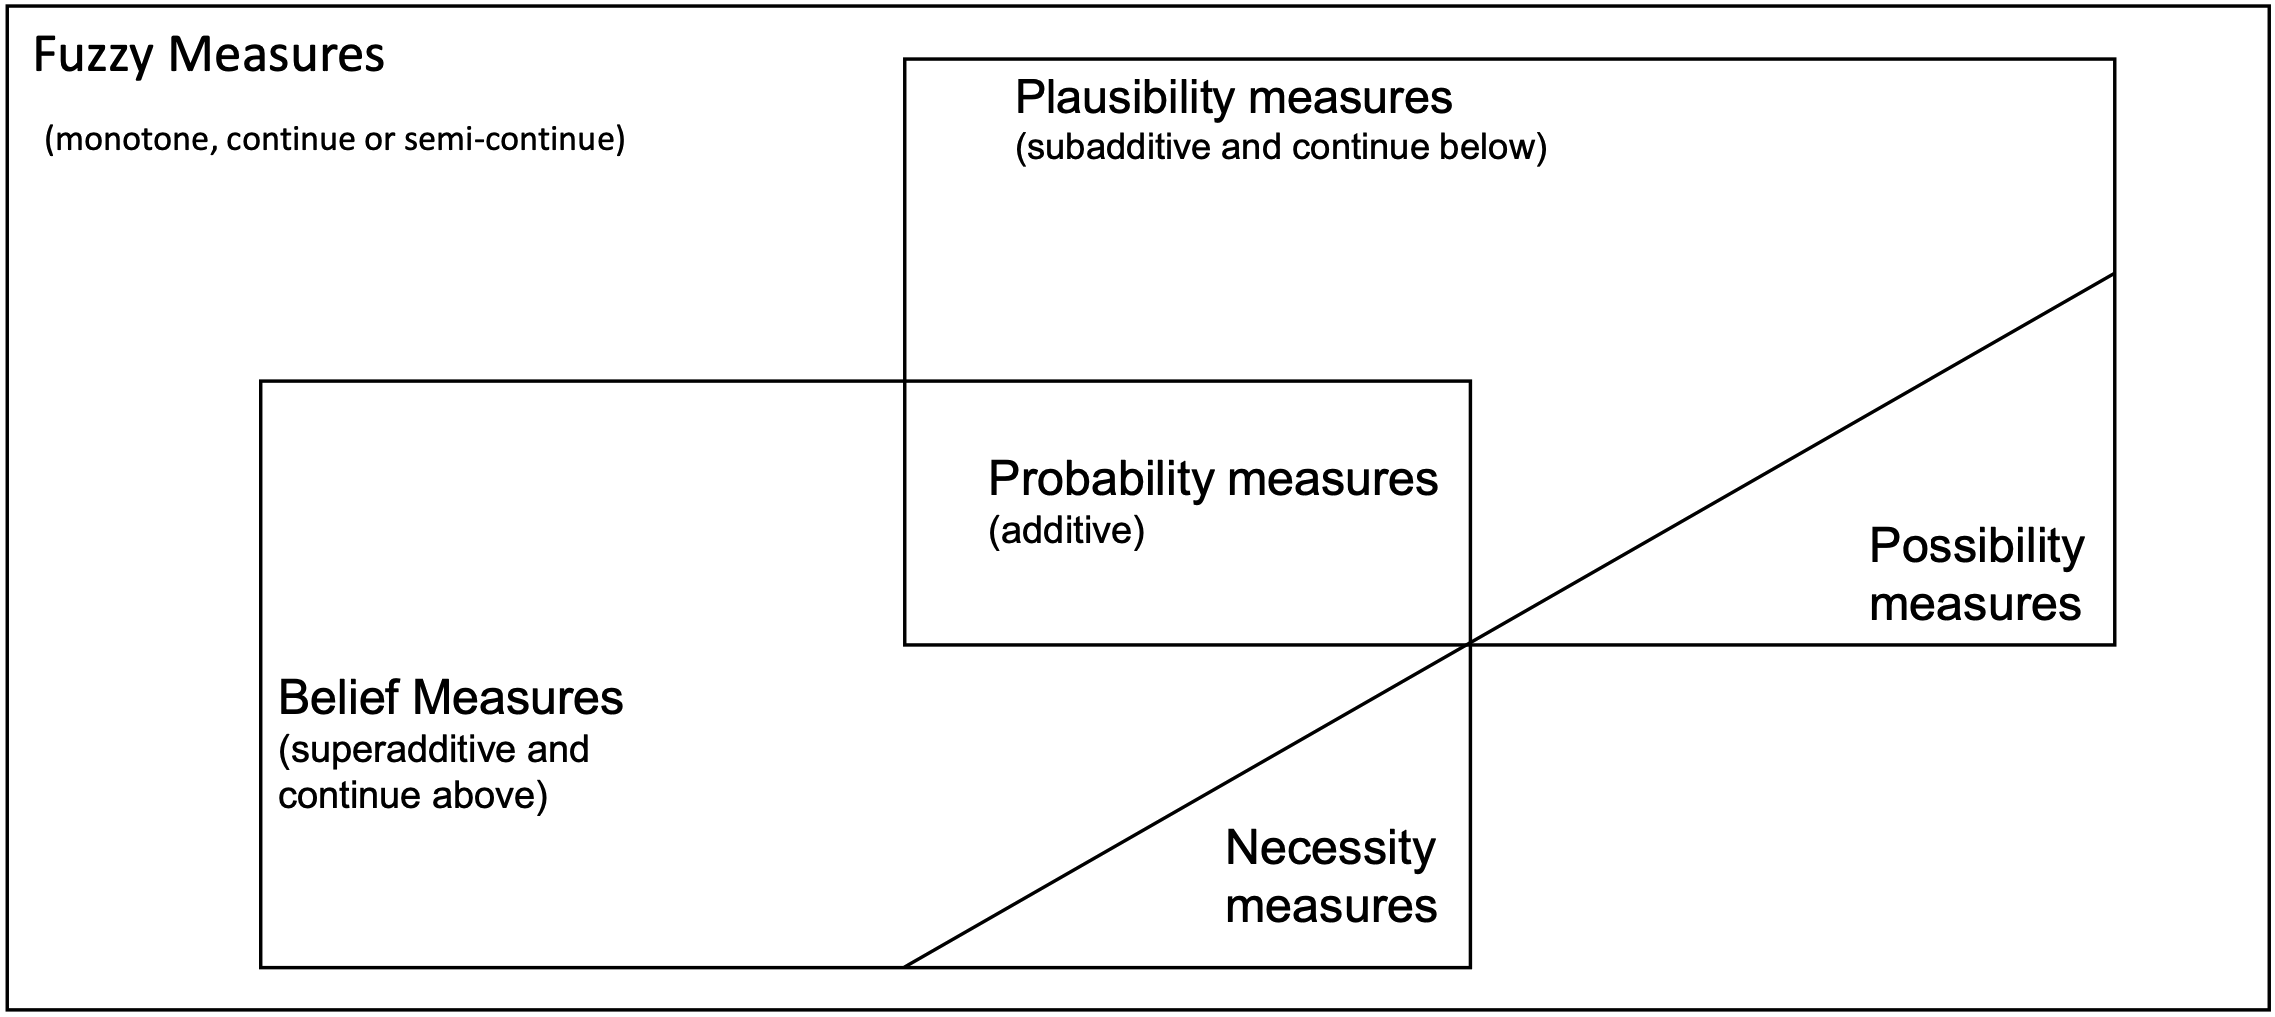 Fuzzy Measures
(monotone, continue or semi-continue)
Plausibility measures
(subadditive and continue below)
Probability measures
(additive)
Possibility
measures
Belief Measures
(superadditive and
continue above)
Necessity
measures